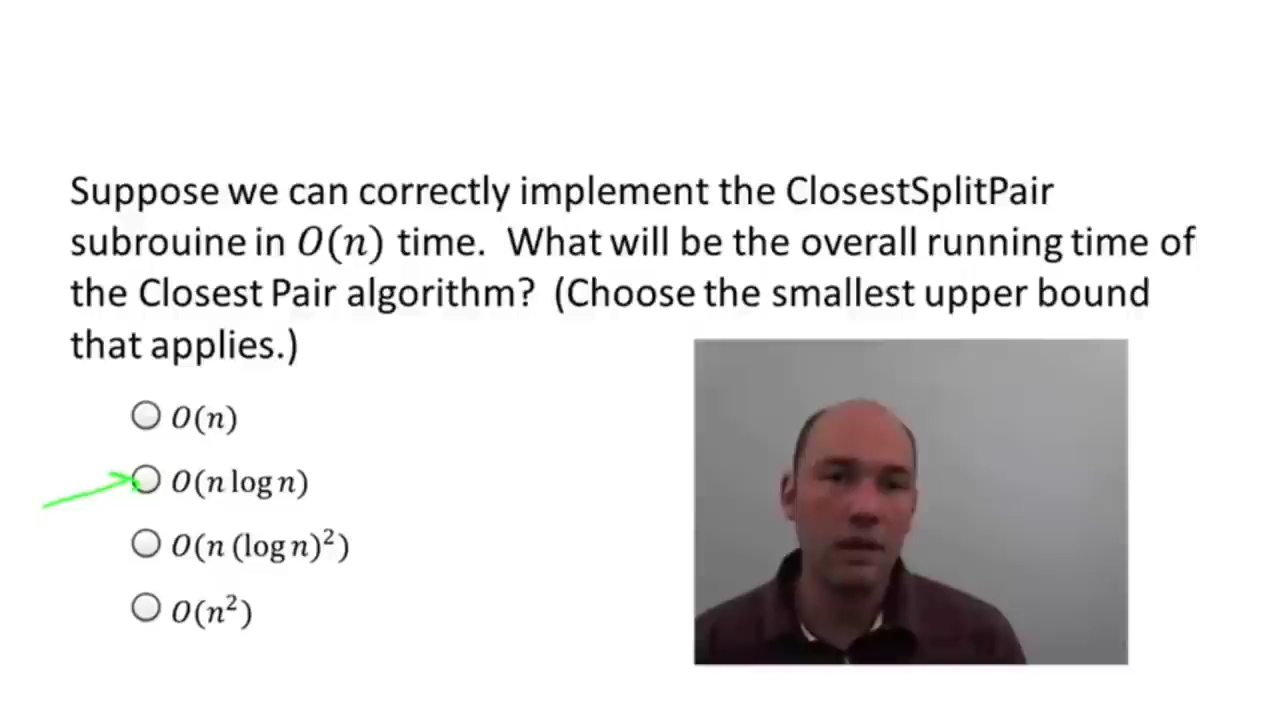 Suppose we can correctly implement the ClosestSplitPair
subrouine in O(n) time. What will be the overall running time of
the Closest Pair algorithm? (Choose the smallest upper bound
that applies.)
O(n)
O(n log n)
O(n (log n)²)
O(n²)